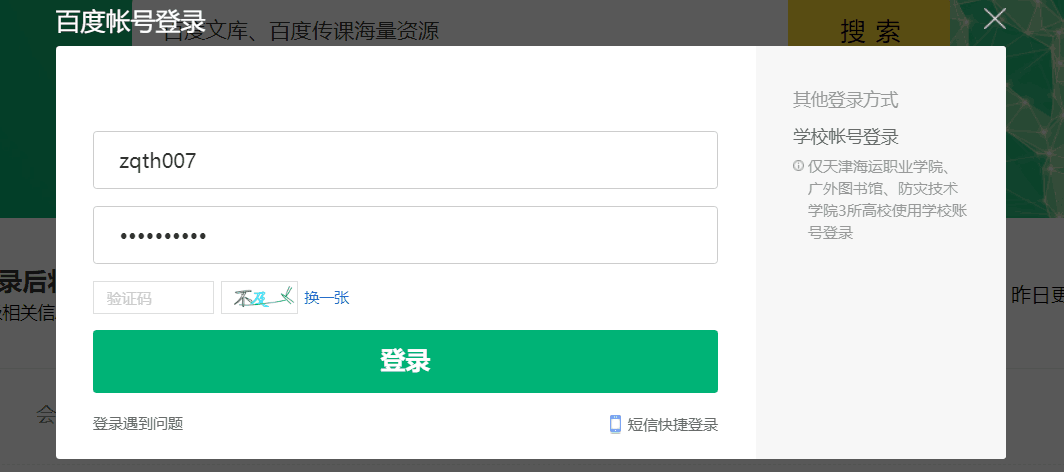 百度帐号登录
百度文库、百度传课海量资源
搜 索
其他登录方式
学校帐号登录
仅天津海运职业学院、
广外图书馆、防灾技术
学院3所高校使用学校账
号登录
zqth007
••••••••••
验证码
换一张
登录
登录遇到问题
短信快捷登录
录后
相关信
昨日更
会